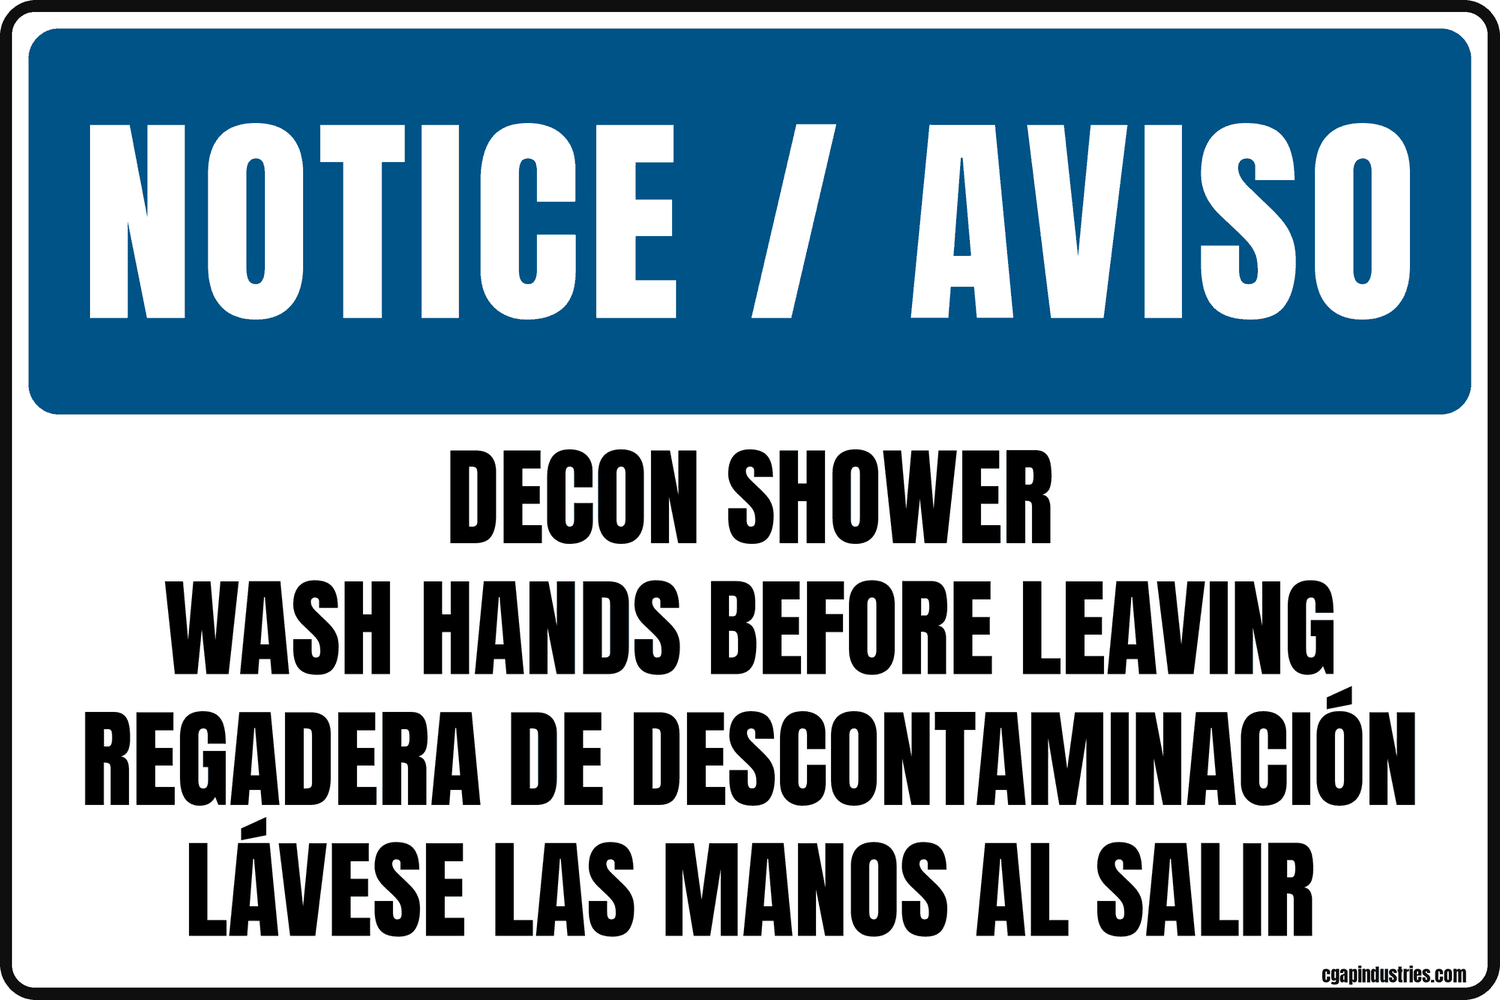 NOTICE / AVISO
DECON SHOWER
WASH HANDS BEFORE LEAVING
REGADERA DE DESCONTAMINACIÓN
LÁVESE LAS MANOS AL SALIR
cgapindustries.com